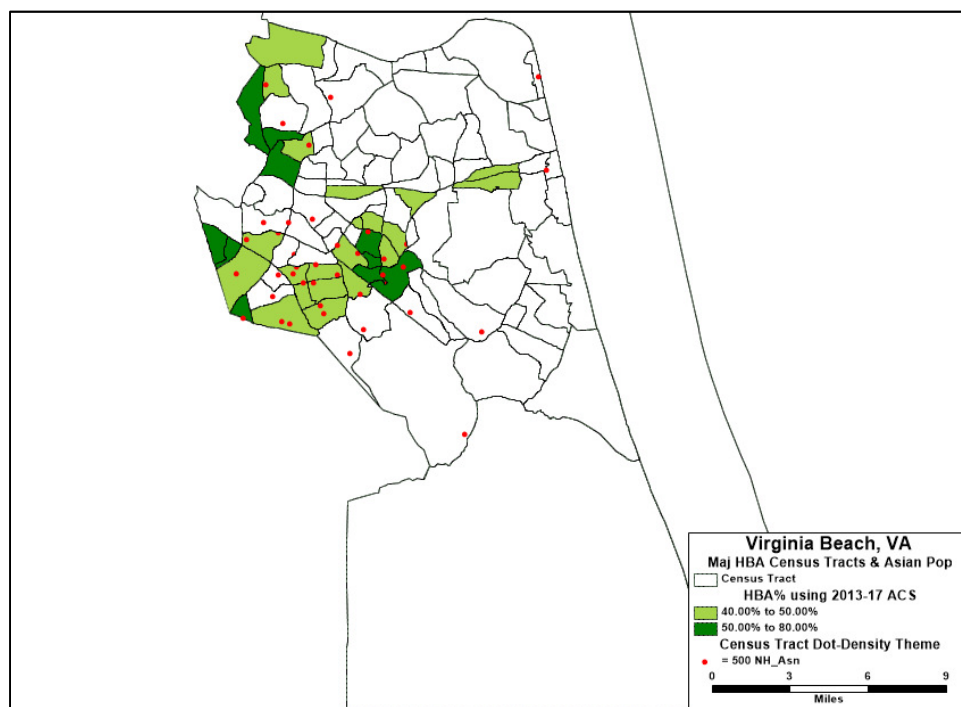 Virginia Beach, VA
Maj HBA Census Tracts & Asian Pop
Census Tract
HBA% using 2013-17 ACS
40.00% to 50.00%
50.00% to 80.00%
Census Tract Dot-Density Theme
= 500 NH_Asn
0 3 6 9
Miles